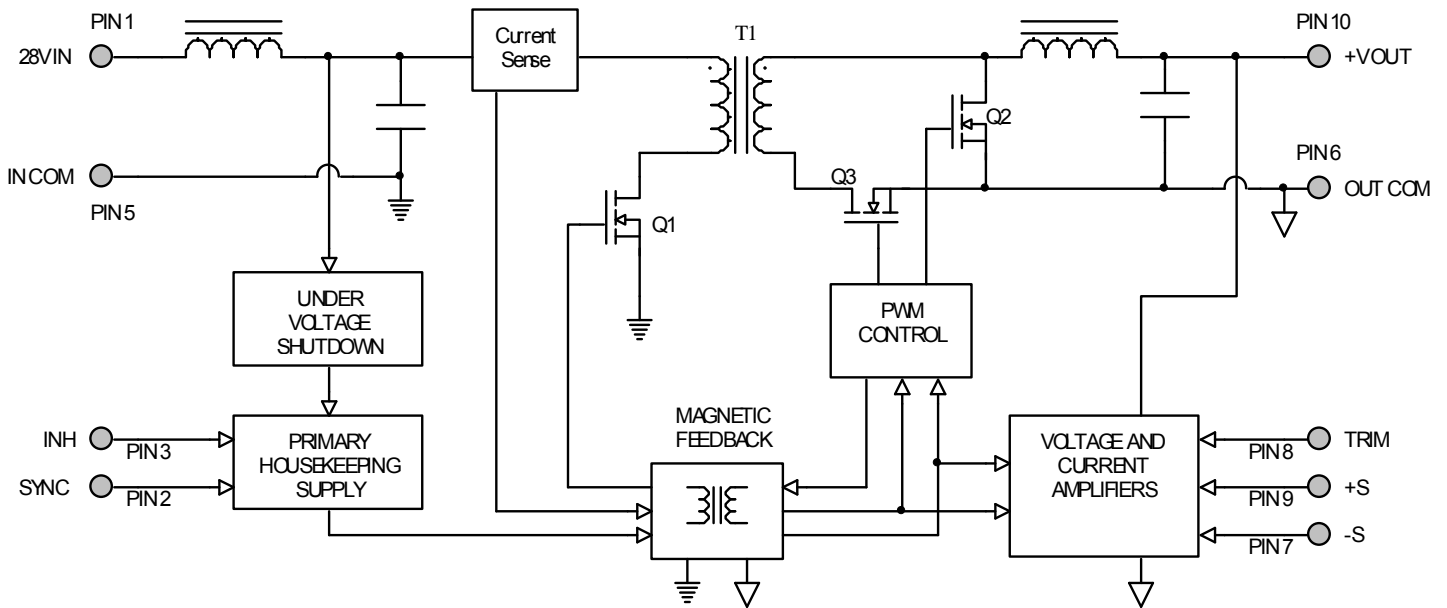 PIN 1
28VIN
IN COM
PIN 5
Current
Sense
T1
Q1
Q2
Q3
PIN 10
+VOUT
PIN 6
OUT COM
UNDER
VOLTAGE
SHUTDOWN
PWM
CONTROL
INH
PIN 3
SYNC
PIN 2
PRIMARY
HOUSEKEEPING
SUPPLY
MAGNETIC
FEEDBACK
VOLTAGE AND
CURRENT
AMPLIFIERS
TRIM
PIN 8
+S
PIN 9
-S
PIN 7